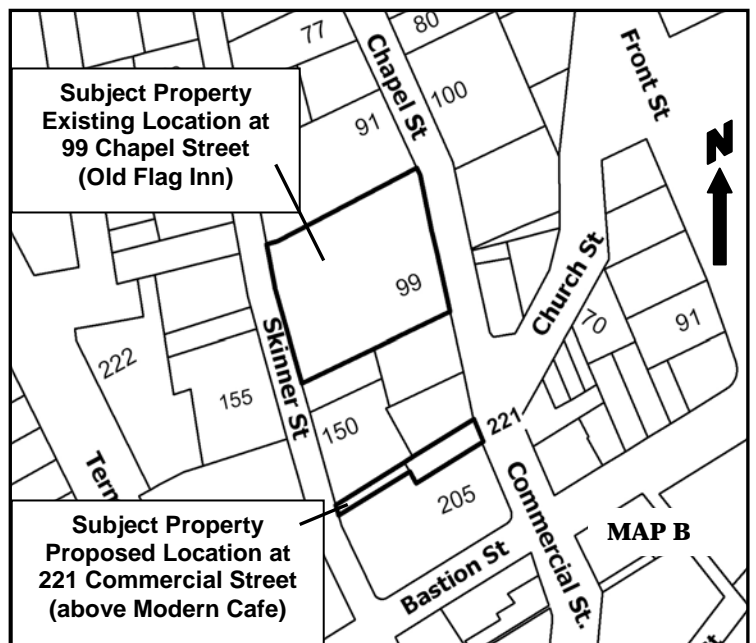 77
80
Chapel St
Front St
Subject Property
Existing Location at
99 Chapel Street
(Old Flag Inn)
91
100
N
99
Church St
70
91
Skinner St
222
155
150
221
205
Commercial St.
Bastion St
MAP B
Subject Property
Proposed Location at
221 Commercial Street
(above Modern Cafe)